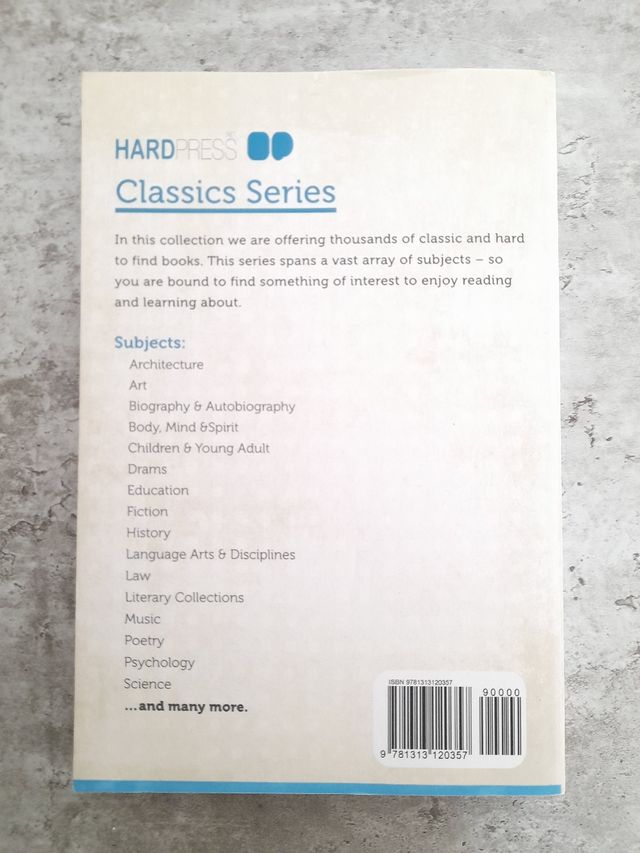 HARDPRESS
Classics Series
In this collection we are offering thousands of classic and hard
to find books. This series spans a vast array of subjects – so
you are bound to find something of interest to enjoy reading
and learning about.
Subjects:
Architecture
Art
Biography & Autobiography
Body, Mind &Spirit
Children & Young Adult
Drams
Education
Fiction
History
Language Arts & Disciplines
Law
Literary Collections
Music
Poetry
Psychology
Science
...and many more.
ISBN 9781313120357
90000
9 781313 120357